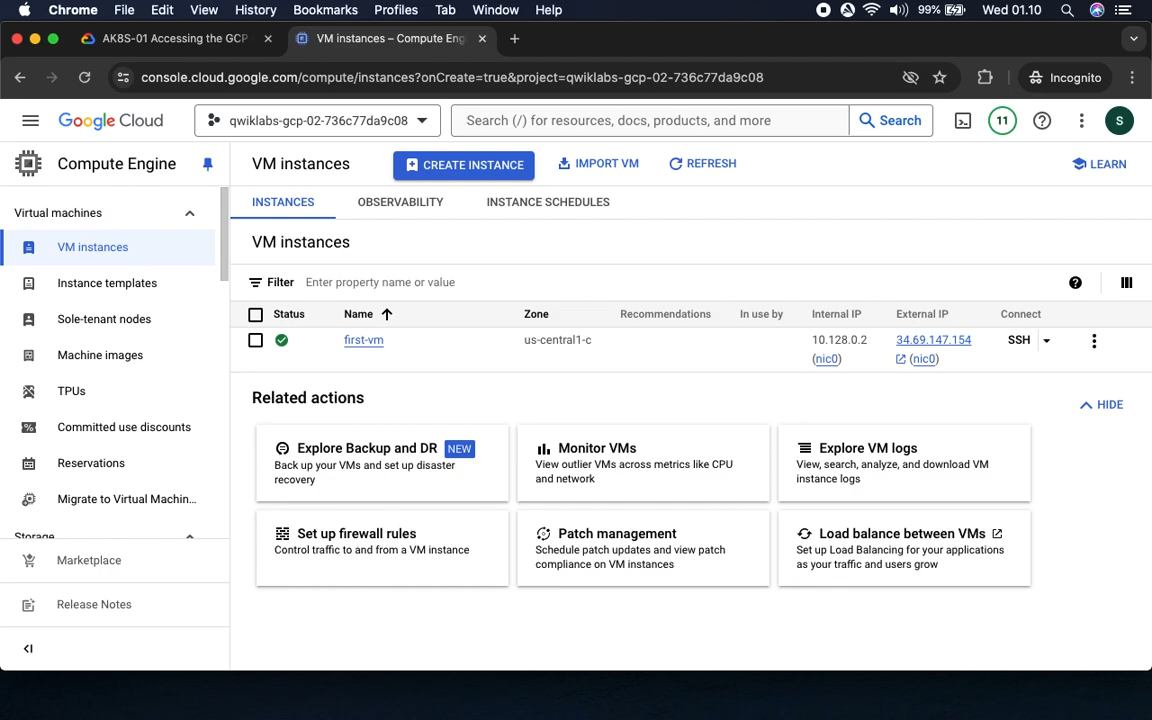 Chrome File Edit View History Bookmarks Profiles Tab Window Help 99% Wed 01.10
AK8S-01 Accessing the GCP
VM instances – Compute Eng
console.cloud.google.com/compute/instances?onCreate=true&project=qwiklabs-gcp-02-736c77da9c08
Incognito
Google Cloud
qwiklabs-gcp-02-736c77da9c08
Search (/) for resources, docs, products, and more
Search
11
S
Compute Engine
VM instances
CREATE INSTANCE
IMPORT VM
REFRESH
LEARN
Virtual machines
VM instances
Instance templates
Sole-tenant nodes
Machine images
TPUs
Committed use discounts
Reservations
Migrate to Virtual Machin...
Storage
Marketplace
Release Notes
INSTANCES OBSERVABILITY INSTANCE SCHEDULES
VM instances
Filter Enter property name or value
Status Name Zone Recommendations In use by Internal IP External IP Connect
first-vm us-central1-c 10.128.0.2 34.69.147.154 SSH
(nic0) (nic0)
Related actions
HIDE
Explore Backup and DR NEW
Back up your VMs and set up disaster
recovery
Monitor VMs
View outlier VMs across metrics like CPU
and network
Explore VM logs
View, search, analyze, and download VM
instance logs
Set up firewall rules
Control traffic to and from a VM instance
Patch management
Schedule patch updates and view patch
compliance on VM instances
Load balance between VMs
Set up Load Balancing for your applications
as your traffic and users grow